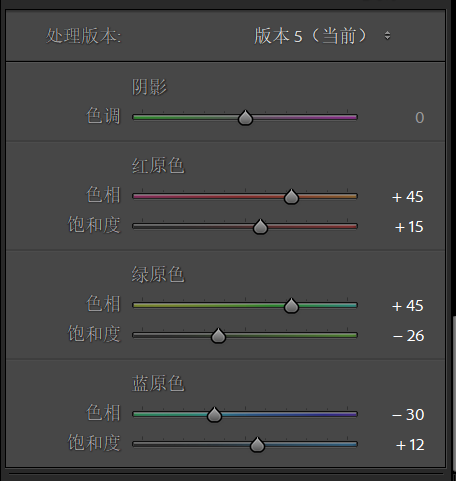 处理版本: 版本 5（当前）
阴影
色调 0
红原色
色相 + 45
饱和度 + 15
绿原色
色相 + 45
饱和度 − 26
蓝原色
色相 − 30
饱和度 + 12